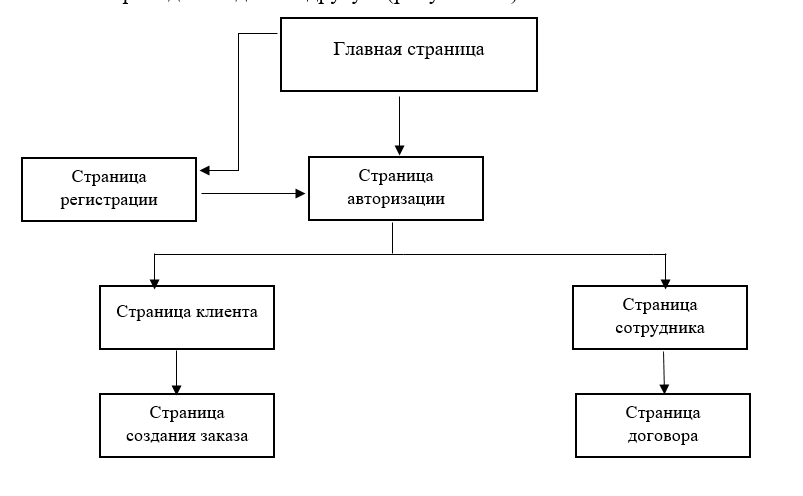 Главная страница
Страница
регистрации
Страница
авторизации
Страница клиента
Страница
сотрудника
Страница
создания заказа
Страница
договора